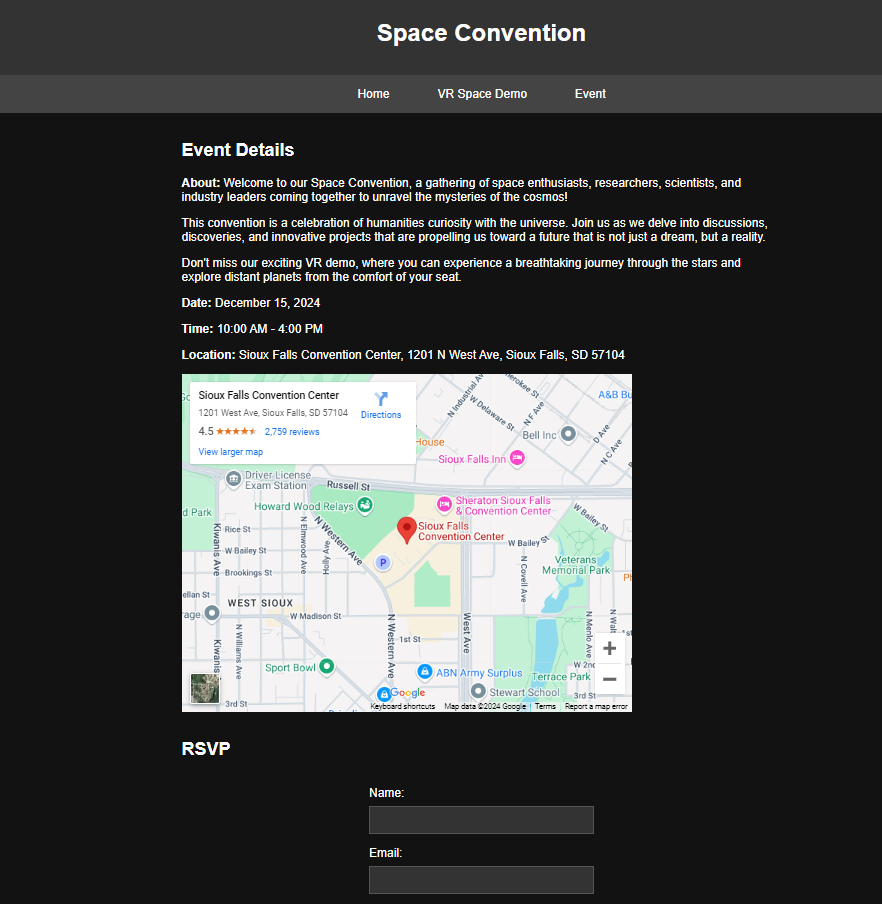 Space Convention
Home
VR Space Demo
Event
Event Details
About: Welcome to our Space Convention, a gathering of space enthusiasts, researchers, scientists, and
industry leaders coming together to unravel the mysteries of the cosmos!
This convention is a celebration of humanities curiosity with the universe. Join us as we delve into discussions,
discoveries, and innovative projects that are propelling us toward a future that is not just a dream, but a reality.
Don't miss our exciting VR demo, where you can experience a breathtaking journey through the stars and
explore distant planets from the comfort of your seat.
Date: December 15, 2024
Time: 10:00 AM - 4:00 PM
Location: Sioux Falls Convention Center, 1201 N West Ave, Sioux Falls, SD 57104
Sioux Falls Convention Center
1201 West Ave, Sioux Falls, SD 57104
Directions
4.5
2,759 reviews
View larger map
N Industrial
W Delaware St
N F Ave
A&B Bu
Bell Inc
D Ave
N C Ave
House
Sioux Falls Inn
Driver License
Exam Station
Russell St
Howard Wood Relays
Sheraton Sioux Falls
& Convention Center
d Park
Kiwanis Ave
Rice St
N Elmwood Ave
Holly Ave
N Western Ave
Sioux Falls
Convention Center
W Bailey St
W Bailey St
W Bailey St
P
Brookings St
N Covell Ave
Veterans
Memorial Park
WEST SIOUX
W Madison St
N Williams Ave
N Western Ave
West Ave
N Menlo Ave
1st St
Kiwanis
Sport Bowl
ABN Army Surplus
Terrace Park
Stewart School
3rd St
3rd St
Google
Keyboard shortcuts
Map data ©2024 Google
Terms
Report a map error
RSVP
Name:
Email: